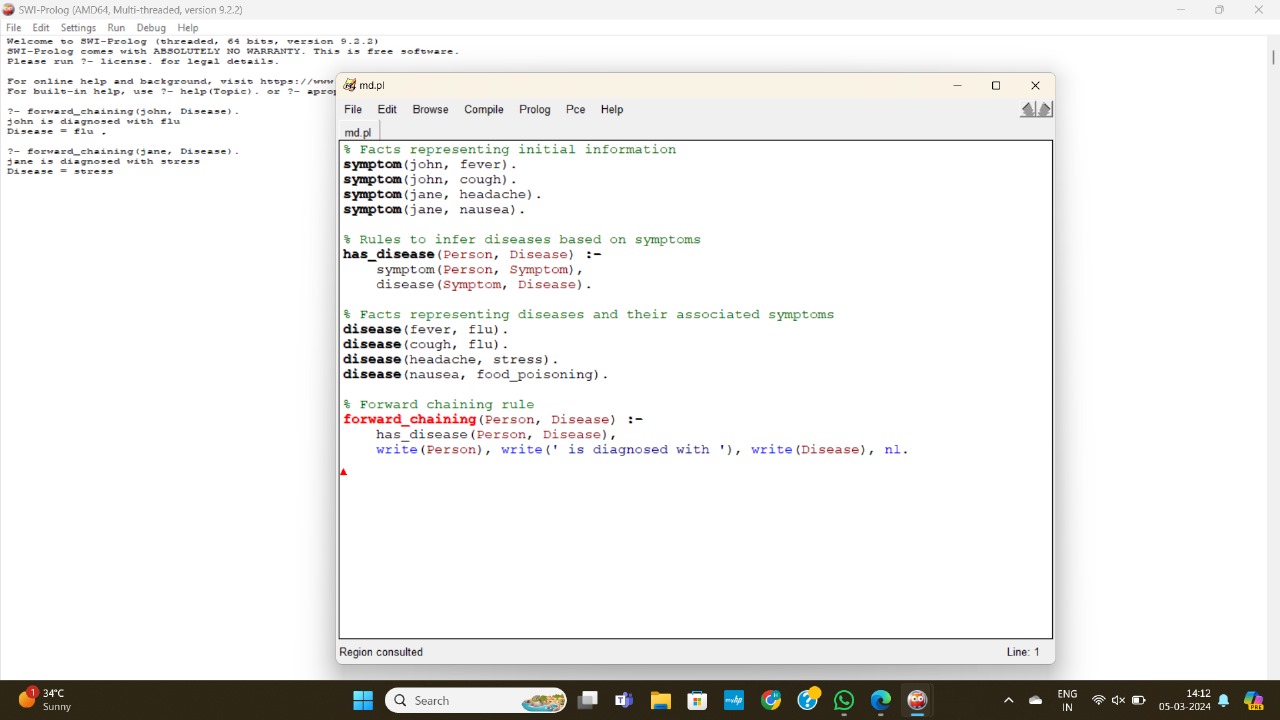 SWI-Prolog (AMD64, Multi-threaded, version 9.2.2)
File Edit Settings Run Debug Help
Welcome to SWI-Prolog (threaded, 64 bits, version 9.2.2)
SWI-Prolog comes with ABSOLUTELY NO WARRANTY. This is free software.
Please run ?- license. for legal details.
For online help and background, visit https://www
For built-in help, use ?- help(Topic). or ?- apro
?- forward_chaining(john, Disease).
john is diagnosed with flu
Disease = flu .
?- forward_chaining(jane, Disease).
jane is diagnosed with stress
Disease = stress
md.pl
File Edit Browse Compile Prolog Pce Help
md.pl
% Facts representing initial information
symptom(john, fever).
symptom(john, cough).
symptom(jane, headache).
symptom(jane, nausea).
% Rules to infer diseases based on symptoms
has_disease(Person, Disease) :-
symptom(Person, Symptom),
disease(Symptom, Disease).
% Facts representing diseases and their associated symptoms
disease(fever, flu).
disease(cough, flu).
disease(headache, stress).
disease(nausea, food_poisoning).
% Forward chaining rule
forward_chaining(Person, Disease) :-
has_disease(Person, Disease),
write(Person), write(' is diagnosed with '), write(Disease), nl.
Region consulted Line: 1
1 34°C
Sunny
Search
myhp
ENG
IN
14:12
05-03-2024
PRE